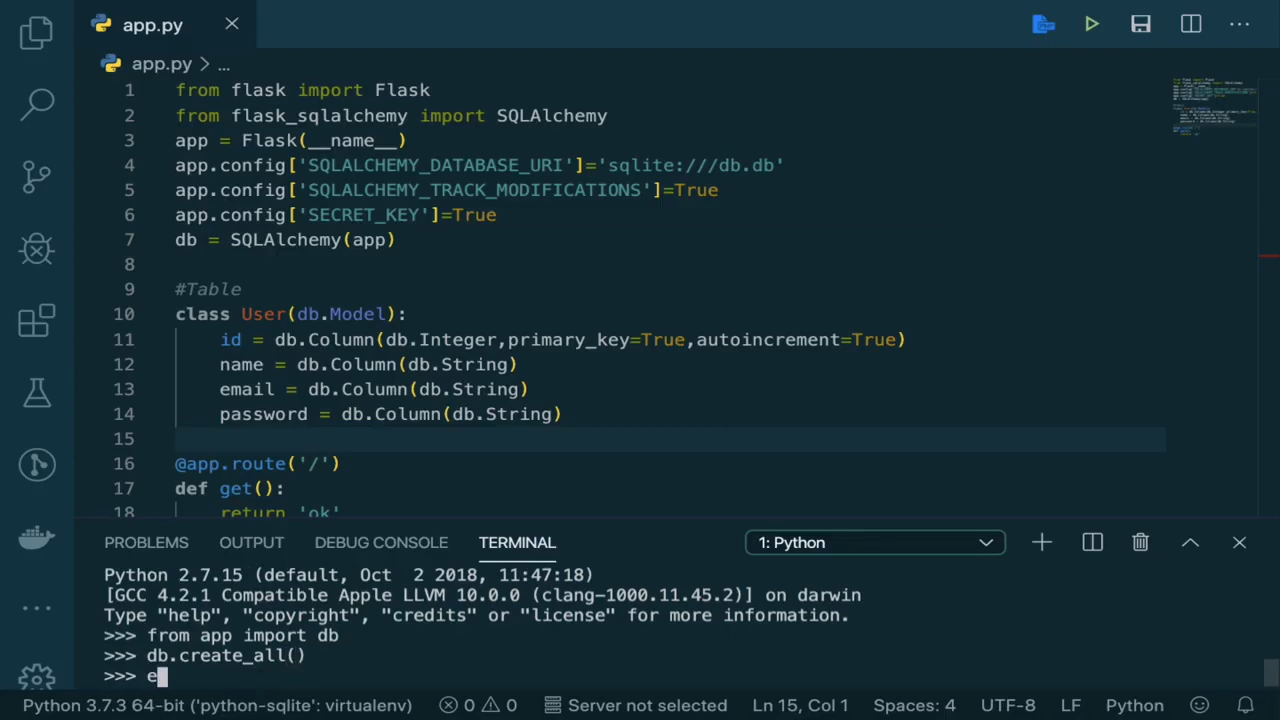 app.py
app.py > ...
1 from flask import Flask
2 from flask_sqlalchemy import SQLAlchemy
3 app = Flask(__name__)
4 app.config['SQLALCHEMY_DATABASE_URI']='sqlite:///db.db'
5 app.config['SQLALCHEMY_TRACK_MODIFICATIONS']=True
6 app.config['SECRET_KEY']=True
7 db = SQLAlchemy(app)
8
9 #Table
10 class User(db.Model):
11 id = db.Column(db.Integer,primary_key=True,autoincrement=True)
12 name = db.Column(db.String)
13 email = db.Column(db.String)
14 password = db.Column(db.String)
15
16 @app.route('/')
17 def get():
18 return 'ok'
PROBLEMS OUTPUT DEBUG CONSOLE TERMINAL 1: Python
Python 2.7.15 (default, Oct  2 2018, 11:47:18)
[GCC 4.2.1 Compatible Apple LLVM 10.0.0 (clang-1000.11.45.2)] on darwin
Type "help", "copyright", "credits" or "license" for more information.
>>> from app import db
>>> db.create_all()
>>> e
Python 3.7.3 64-bit ('python-sqlite': virtualenv) 0 0 Server not selected Ln 15, Col 1 Spaces: 4 UTF-8 LF Python